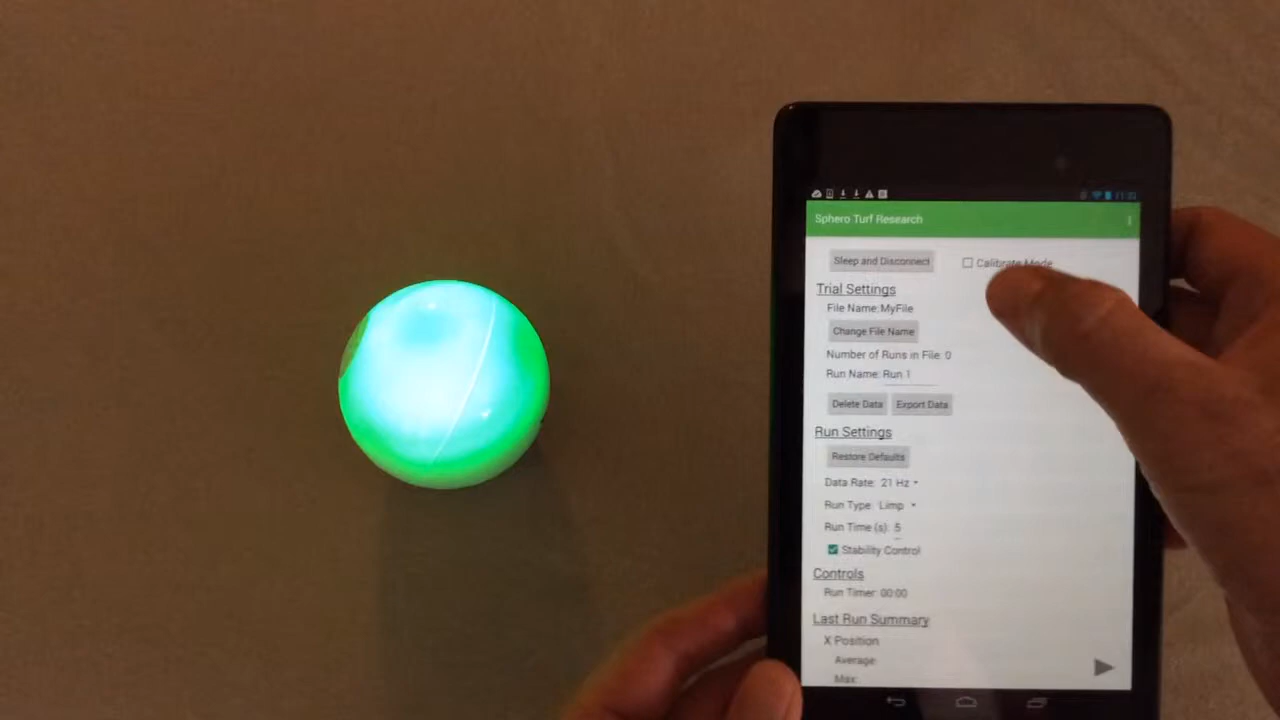 Sphero Turf Research
Sleep and Disconnect
Calibrate Mode
Trial Settings
File Name: MyFile
Change File Name
Number of Runs in File: 0
Run Name: Run 1
Delete Data
Export Data
Run Settings
Restore Defaults
Data Rate: 21 Hz
Run Type: Limp
Run Time (s): 5
Stability Control
Controls
Run Timer: 00:00
Last Run Summary
X Position
Average:
Max: